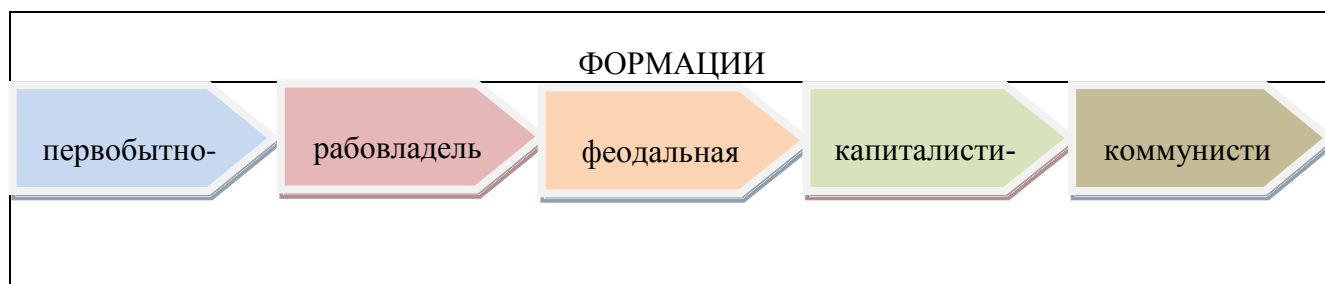 ФОРМАЦИИ
первобытно-
рабовладель
феодальная
капиталисти-
коммунисти